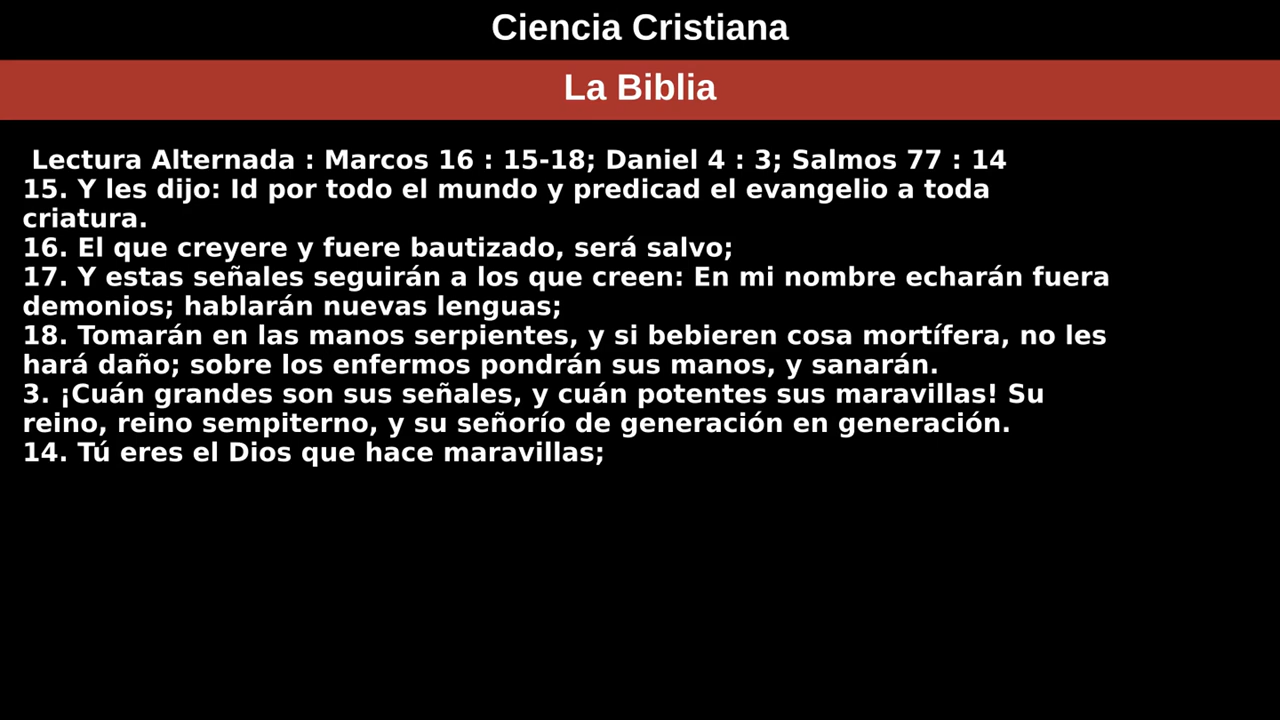 Ciencia Cristiana
La Biblia
Lectura Alternada : Marcos 16 : 15-18; Daniel 4 : 3; Salmos 77 : 14
15. Y les dijo: Id por todo el mundo y predicad el evangelio a toda
criatura.
16. El que creyere y fuere bautizado, será salvo;
17. Y estas señales seguirán a los que creen: En mi nombre echarán fuera
demonios; hablarán nuevas lenguas;
18. Tomarán en las manos serpientes, y si bebieren cosa mortífera, no les
hará daño; sobre los enfermos pondrán sus manos, y sanarán.
3. ¡Cuán grandes son sus señales, y cuán potentes sus maravillas! Su
reino, reino sempiterno, y su señorío de generación en generación.
14. Tú eres el Dios que hace maravillas;